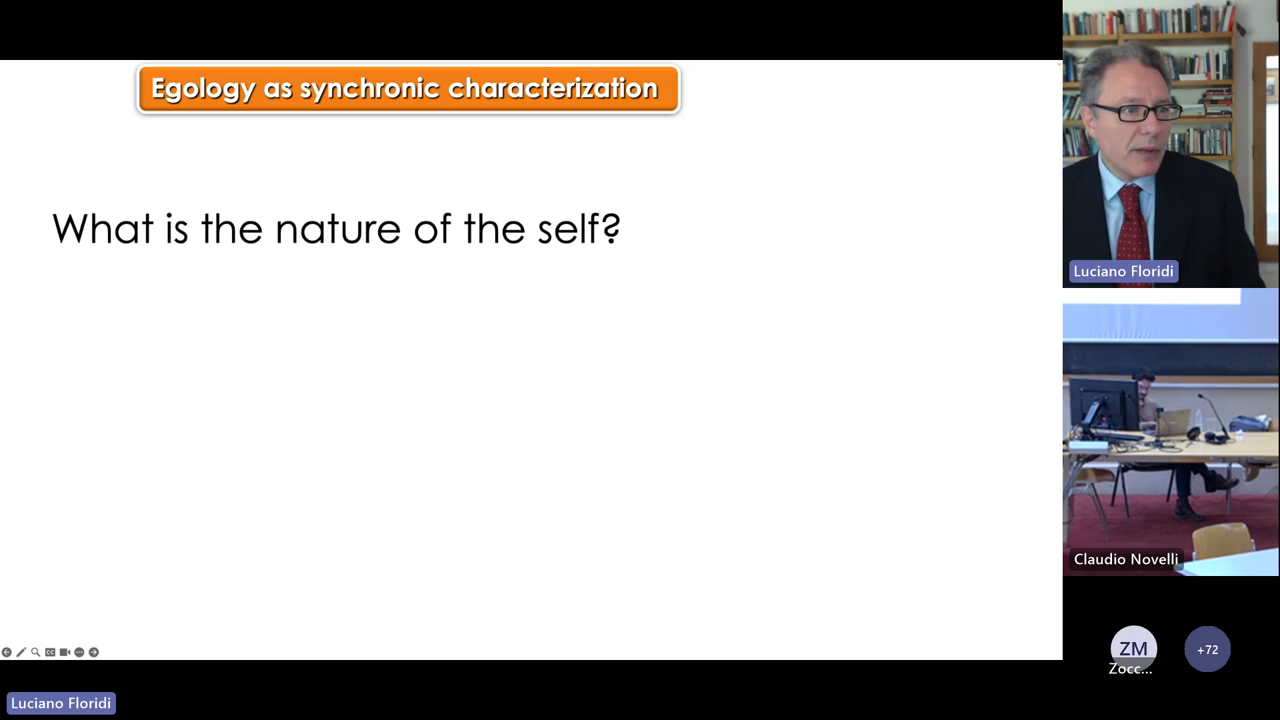 Egology as synchronic characterization
What is the nature of the self?
Luciano Floridi
Claudio Novelli
ZM
Zocc...
+72
Luciano Floridi